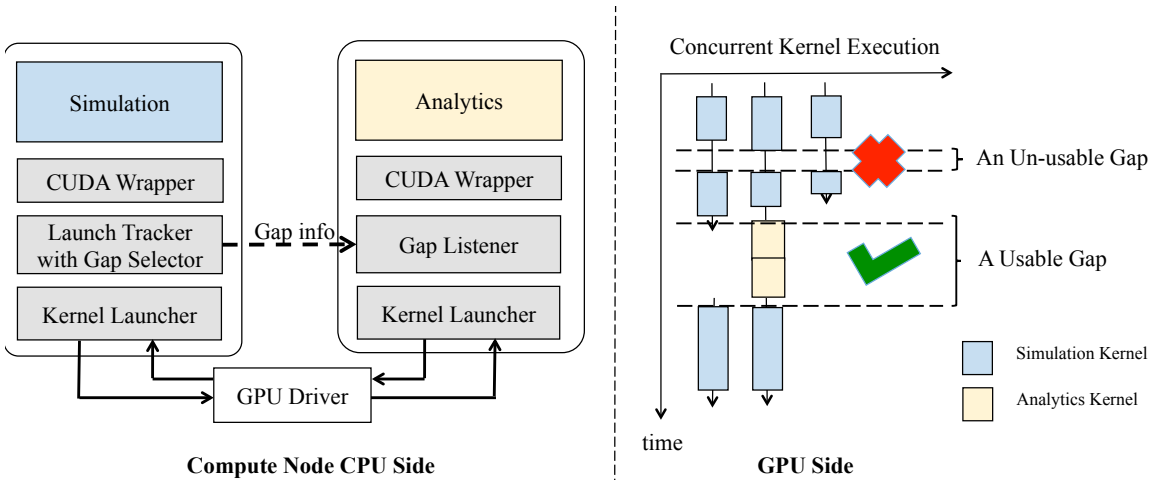 Simulation
CUDA Wrapper
Launch Tracker
with Gap Selector
Kernel Launcher
Gap info
Analytics
CUDA Wrapper
Gap Listener
Kernel Launcher
GPU Driver
Compute Node CPU Side
Concurrent Kernel Execution
An Un-usable Gap
A Usable Gap
Simulation Kernel
Analytics Kernel
time
GPU Side